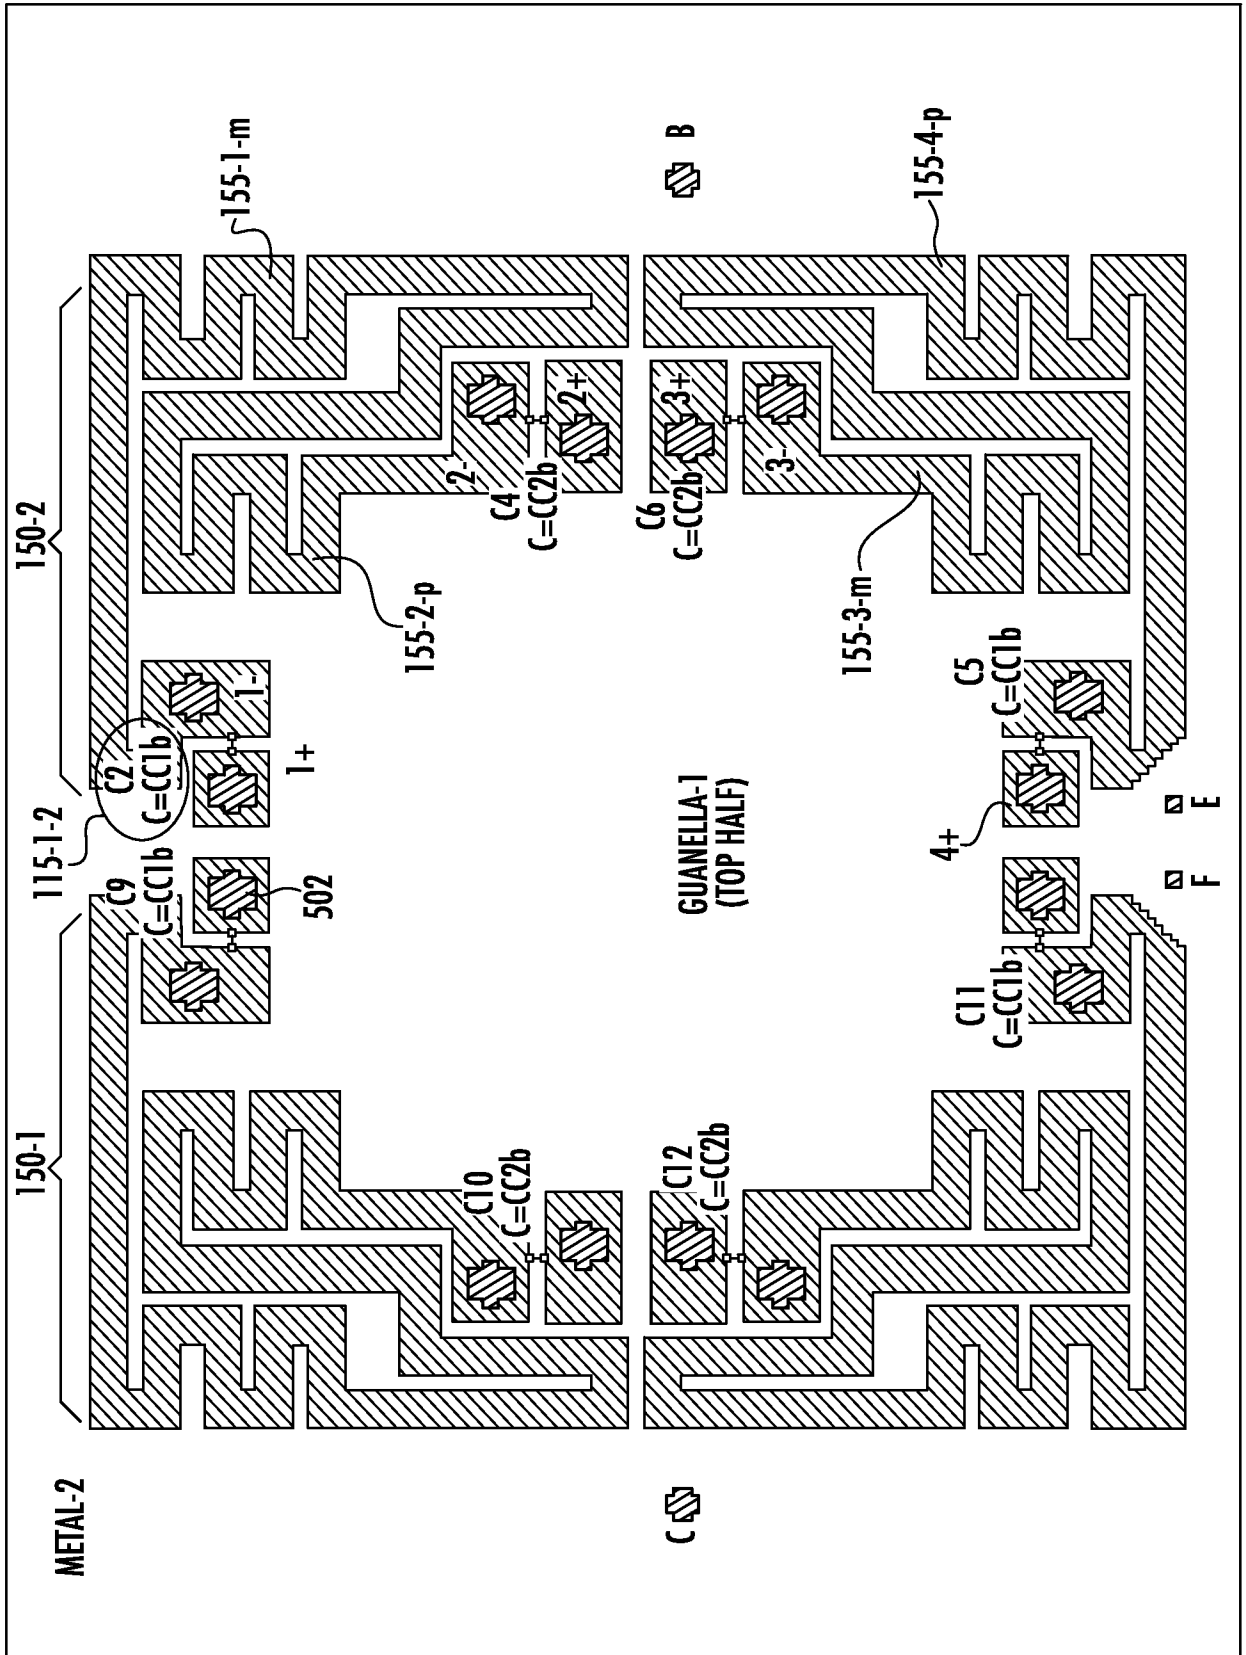 METAL-2
150-1
150-2
115-1-2
C9
C=CC1b
C2
C=CC1b
1-
1+
502
155-1-m
155-2-p
C10
C=CC2b
2-
2+
C4
C=CC2b
C
B
C12
C=CC2b
GUANELLA-1
(TOP HALF)
C6
C=CC2b
3+
3-
155-3-m
155-4-p
C11
C=CC1b
4+
C5
C=CC1b
F
E